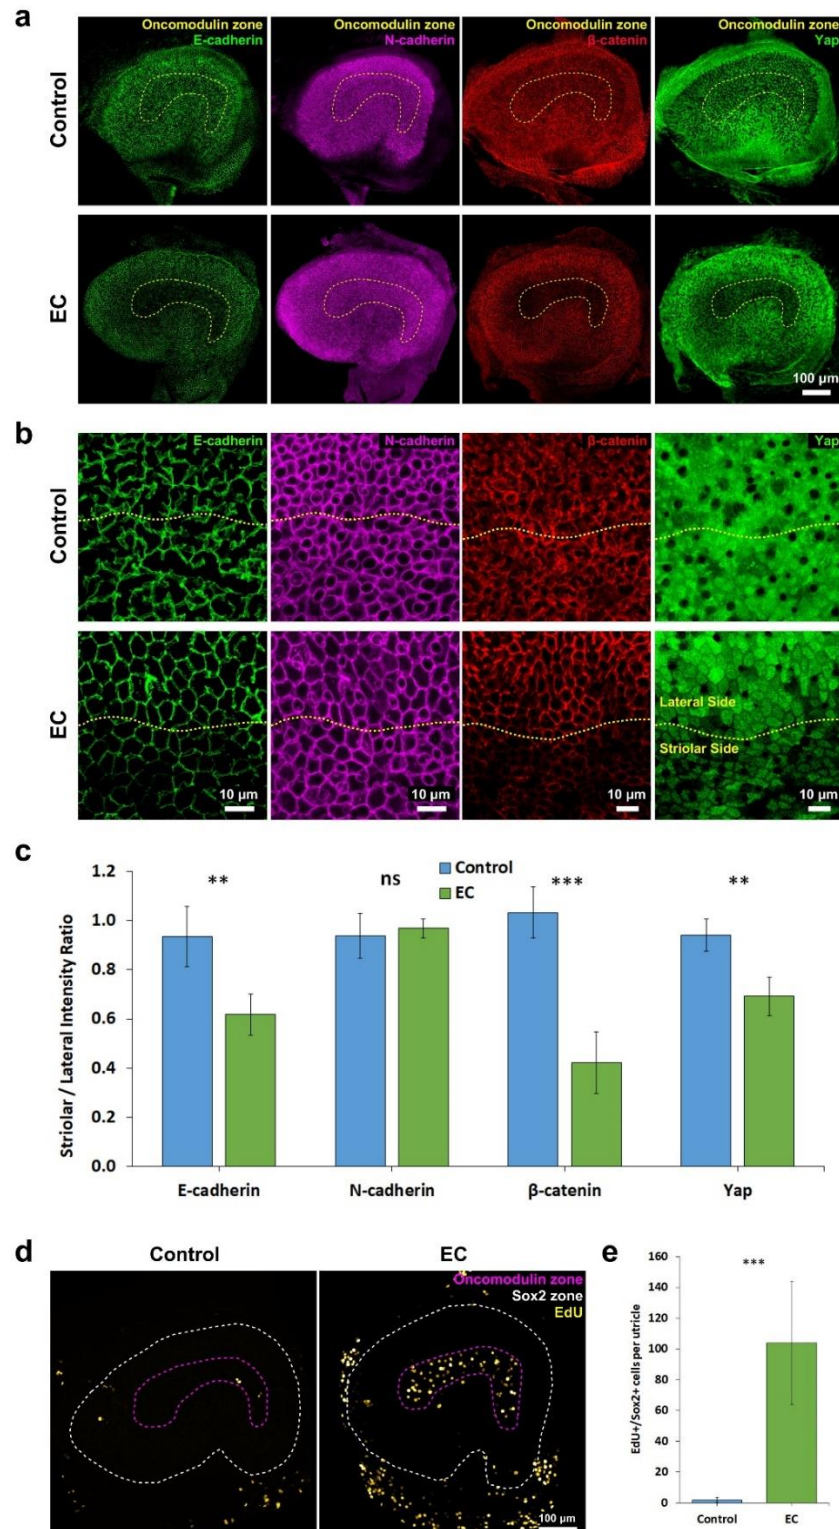 a
Oncomodulin zone
E-cadherin
Oncomodulin zone
N-cadherin
Oncomodulin zone
β-catenin
Oncomodulin zone
Yap
Control
EC
100 µm
b
E-cadherin
N-cadherin
β-catenin
Yap
Control
EC
Lateral Side
Striolar Side
10 µm
10 µm
10 µm
10 µm
c
Striolar / Lateral Intensity Ratio
1.2
1.0
0.8
0.6
0.4
0.2
0.0
Control
EC
**
ns
***
**
E-cadherin
N-cadherin
β-catenin
Yap
d
Control
EC
Oncomodulin zone
Sox2 zone
EdU
100 µm
e
EdU+/Sox2+ cells per utricle
160
140
120
100
80
60
40
20
0
***
Control
EC